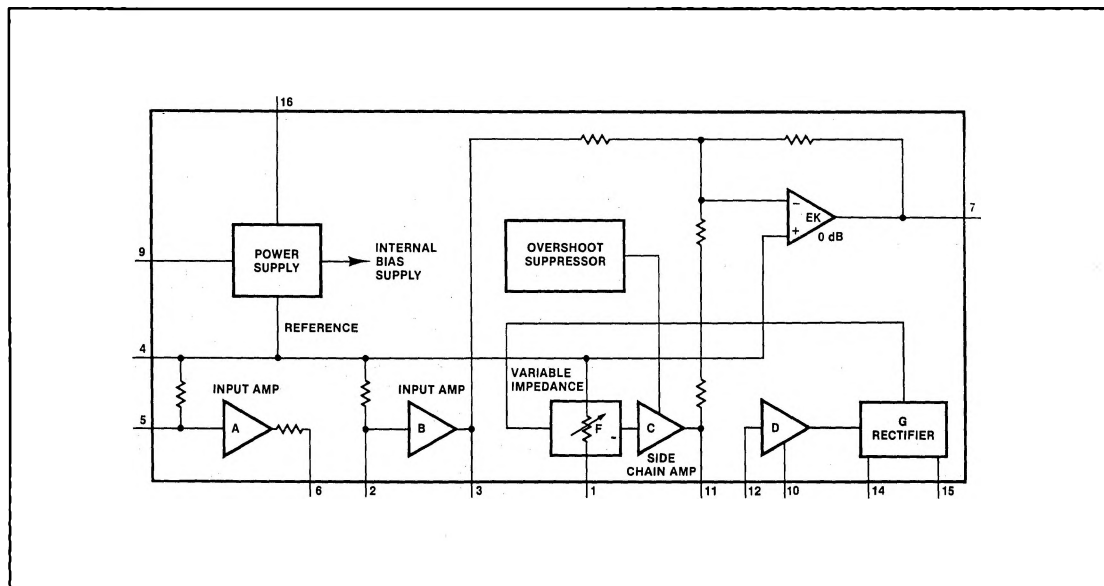 16
7
EK
0 dB
-
+
OVERSHOOT
SUPPRESSOR
9
POWER
SUPPLY
INTERNAL
BIAS
SUPPLY
REFERENCE
4
VARIABLE
IMPEDANCE
INPUT AMP
INPUT AMP
5
A
B
F
-
C
SIDE
CHAIN AMP
D
G
RECTIFIER
6
2
3
1
11
12
10
14
15